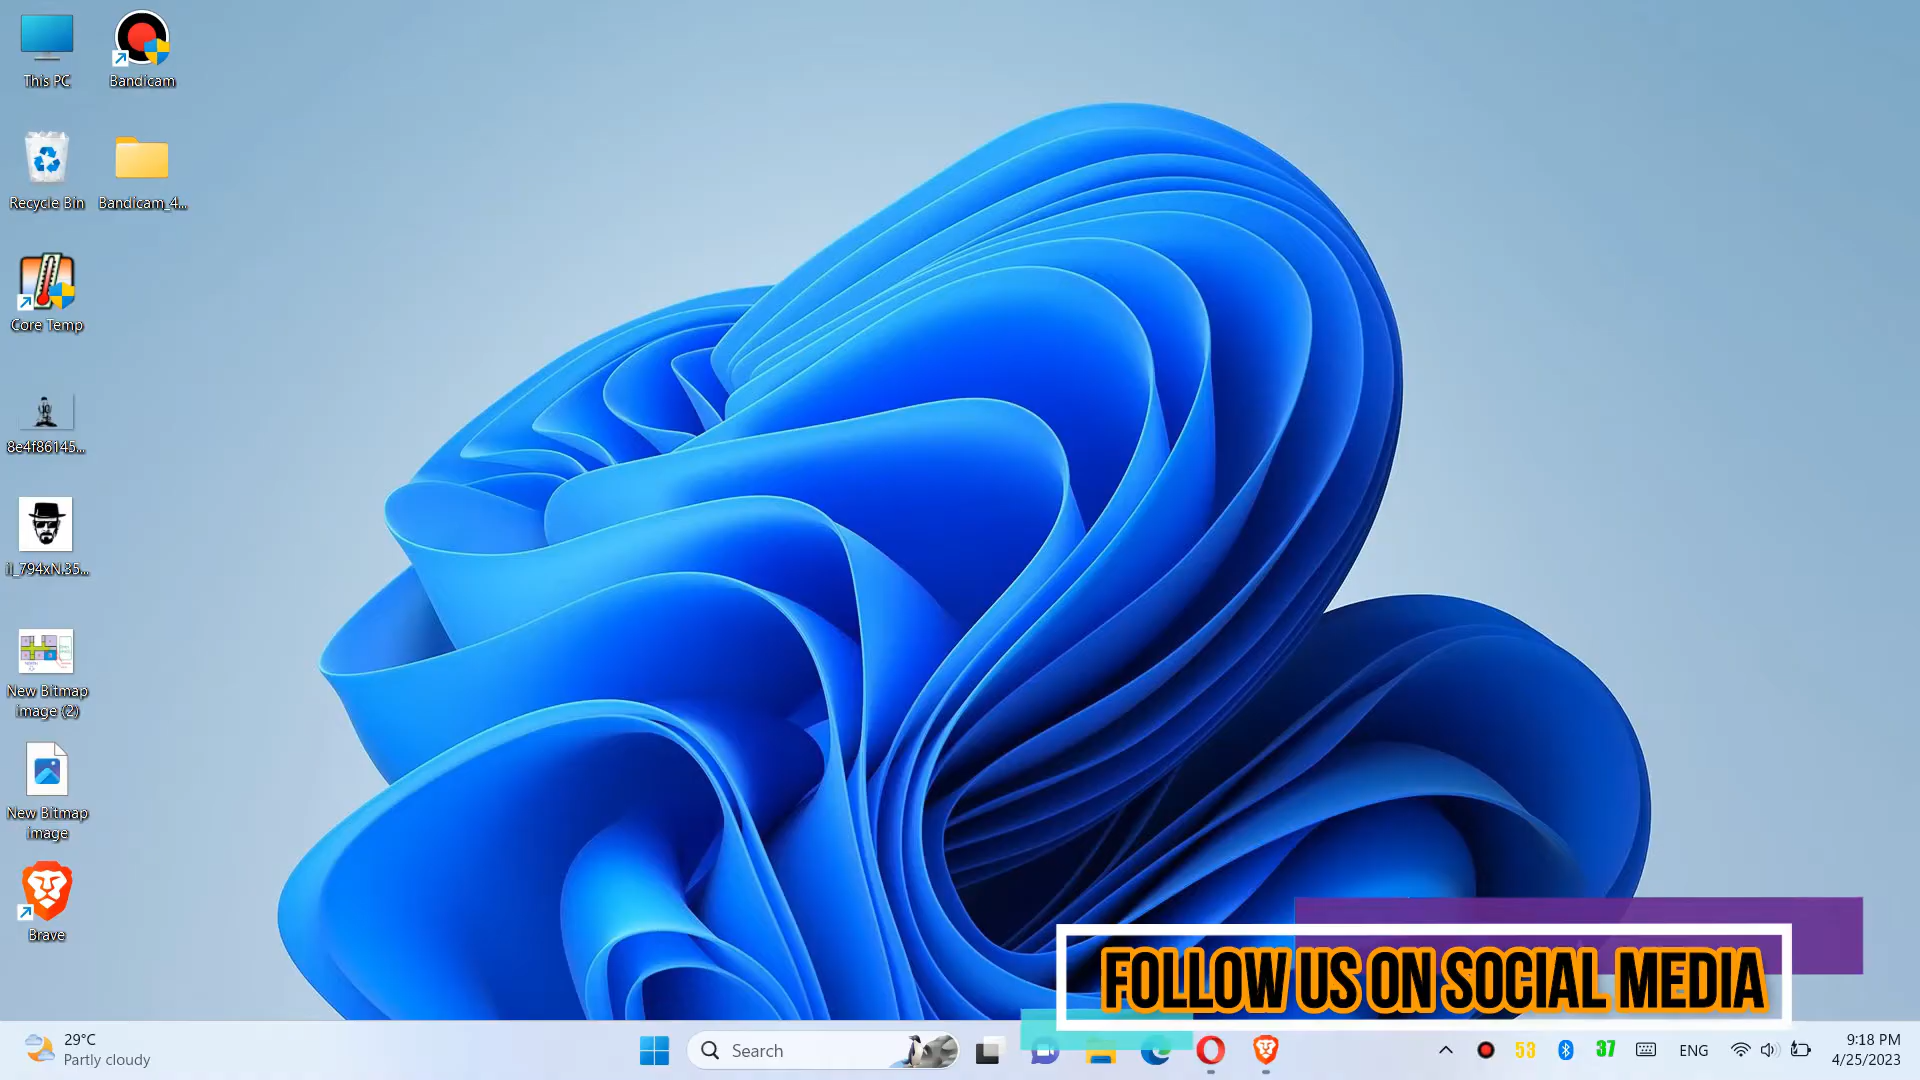 This PC
Bandicam
Recycle Bin
Bandicam_4...
Core Temp
8e4f86145...
il_794xN.35...
New Bitmap
image (2)
New Bitmap
image
Brave
FOLLOW US ON SOCIAL MEDIA
29°C
Partly cloudy
Search
53
37
ENG
9:18 PM
4/25/2023